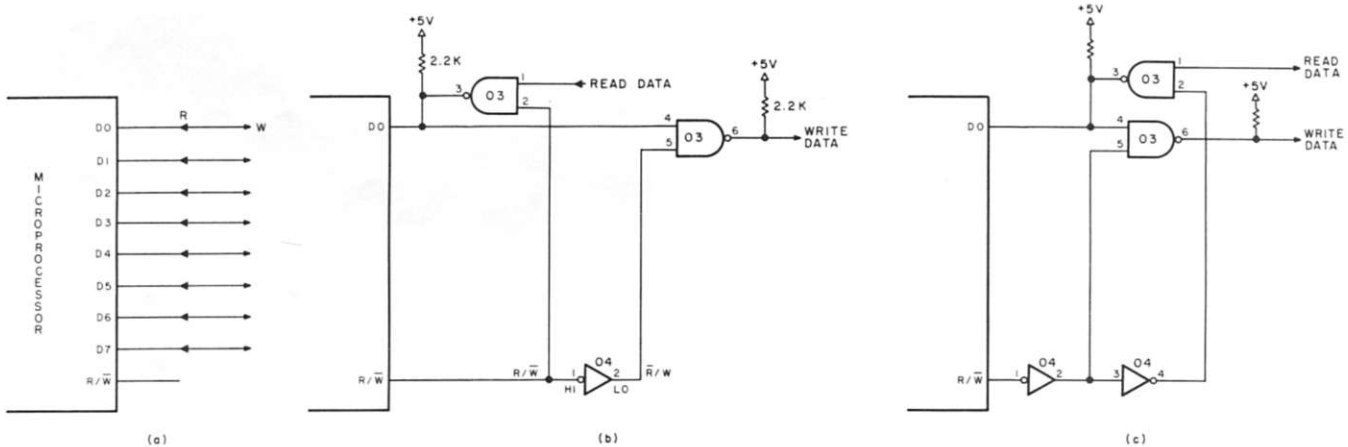 MICROPROCESSOR
R
W
D0
D1
D2
D3
D4
D5
D6
D7
R/W̅
(a)
+5V
2.2K
3
03
1
2
READ DATA
+5V
2.2K
D0
4
5
03
6
WRITE DATA
R/W̅
R/W̅
1
HI
04
2
LO
R̅/W
(b)
+5V
3
03
1
2
READ DATA
+5V
D0
4
5
03
6
WRITE DATA
R/W̅
1
04
2
3
04
4
(c)